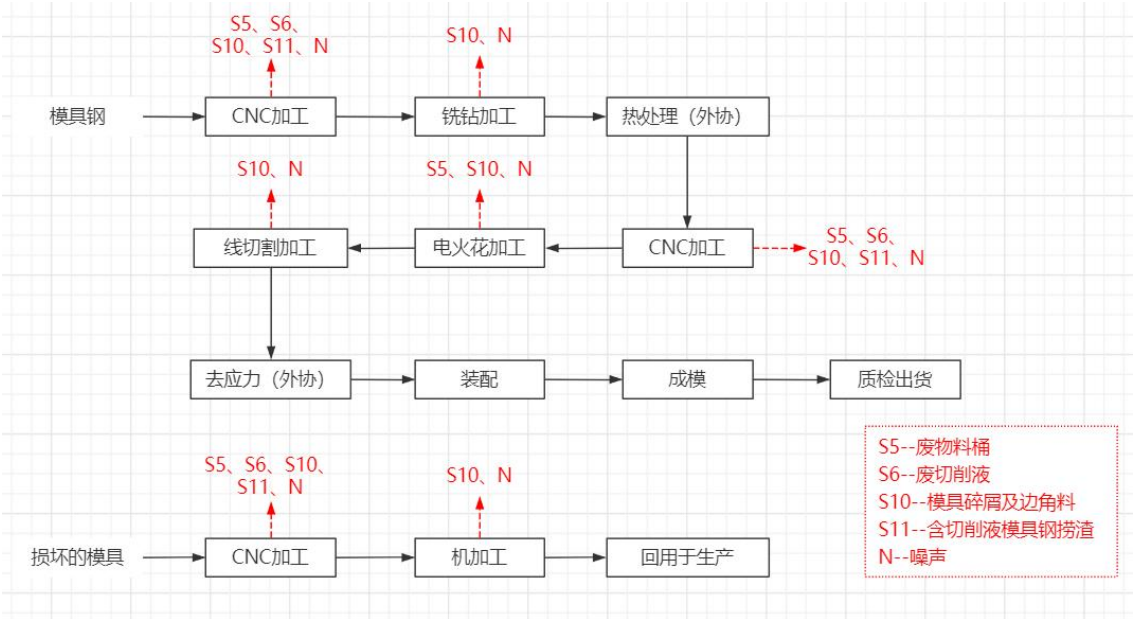 S5、S6、
S10、S11、N
S10、N
模具钢
CNC加工
铣钻加工
热处理（外协）
S10、N
S5、S10、N
线切割加工
电火花加工
CNC加工
S5、S6、
S10、S11、N
去应力（外协）
装配
成模
质检出货
S5、S6、S10、
S11、N
S10、N
损坏的模具
CNC加工
机加工
回用于生产
S5--废物料桶
S6--废切削液
S10--模具碎屑及边角料
S11--含切削液模具钢捞渣
N--噪声